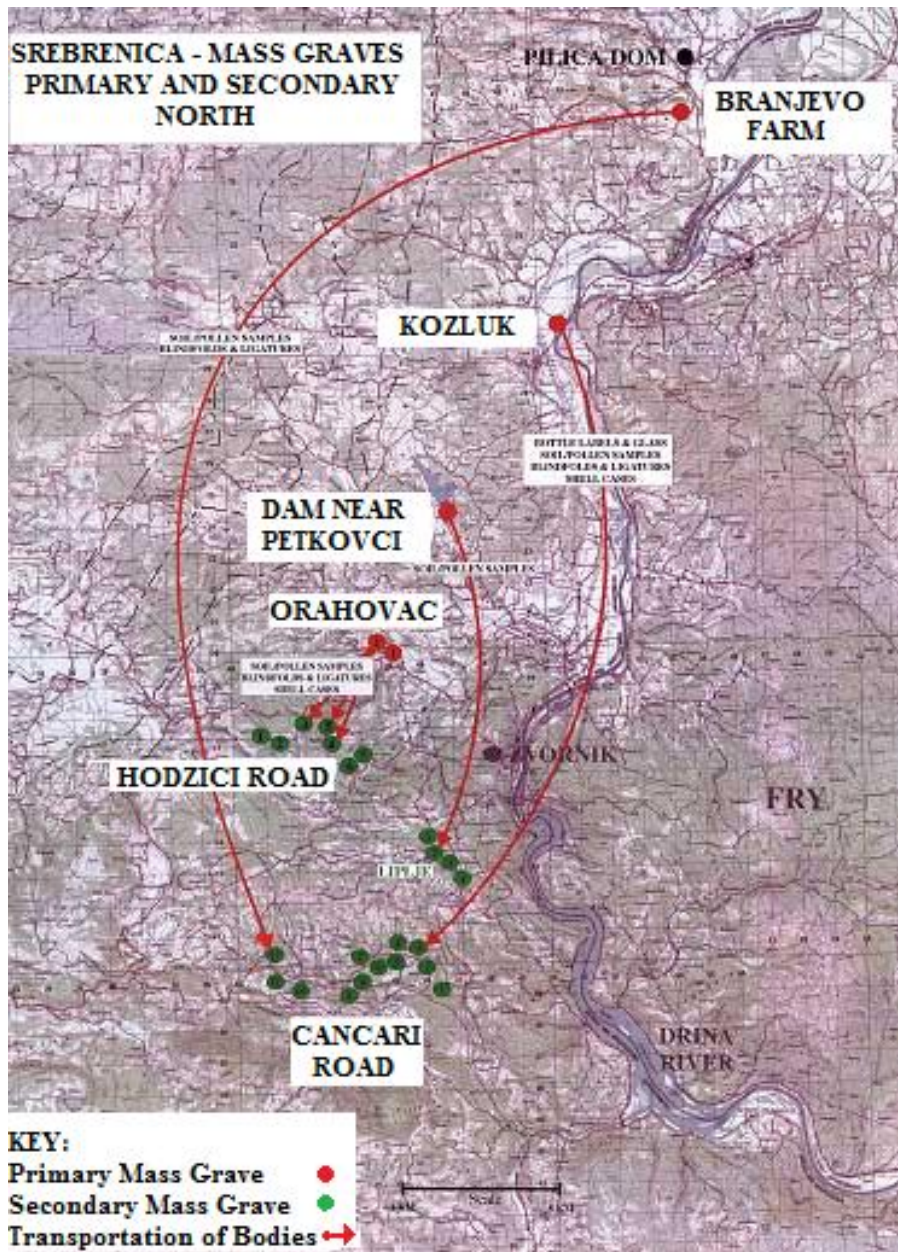 SREBRENICA - MASS GRAVES
PRIMARY AND SECONDARY
NORTH
PILICA DOM
BRANJEVO
FARM
KOZLUK
SOIL/POLLEN SAMPLES
BLINDFOLDS & LIGATURES
BOTTLE LABELS & GLASS
SOIL/POLLEN SAMPLES
BLINDFOLDS & LIGATURES
SHELL CASES
DAM NEAR
PETKOVCI
SOIL/POLLEN SAMPLES
ORAHOVAC
SOIL/POLLEN SAMPLES
BLINDFOLDS & LIGATURES
SHELL CASES
ZVORNIK
HODZICI ROAD
FRY
LIPLJE
CANCARI
ROAD
DRINA
RIVER
KEY:
Primary Mass Grave
Secondary Mass Grave
Transportation of Bodies
Scale